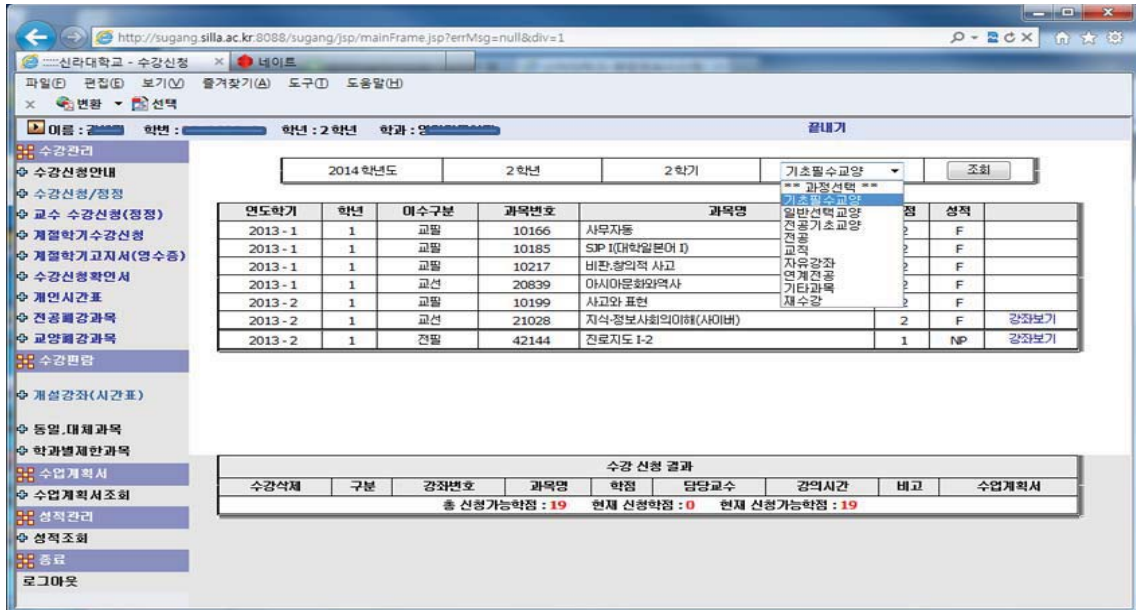 http://sugang.silla.ac.kr:8088/sugang/jsp/mainFrame.jsp?errMsg=null&div=1
신라대학교 - 수강신청
네이트
파일(F) 편집(E) 보기(V) 즐겨찾기(A) 도구(T) 도움말(H)
변환 선택
이름 : 학번 : 학년 : 2학년 학과 : 끝내기
수강관리
수강신청안내
수강신청/정정
교수 수강신청(정정)
계절학기수강신청
계절학기고지서(영수증)
수강신청확인서
개인시간표
전공폐강과목
교양폐강과목
수강편람
개설강좌(시간표)
동일,대체과목
학과별제한과목
수업계획서
수업계획서조회
성적관리
성적조회
종료
로그아웃
2014 학년도 2 학년 2 학기 기초필수교양 조회
== 과정선택 ==
기초필수교양
일반선택교양
전공기초교양
전공
교직
자유강좌
연계전공
기타과목
재수강
연도학기 학년 이수구분 과목번호 과목명 점 성적
2013 - 1 1 교필 10166 사무자동 2 F
2013 - 1 1 교필 10185 SJP I(대학일본어 I) 2 F
2013 - 1 1 교필 10217 비판.창의적 사고 2 F
2013 - 1 1 교선 20839 아시아문화와역사 2 F
2013 - 2 1 교필 10199 사고와 표현 2 F
2013 - 2 1 교선 21028 지식·정보사회의이해(사이버) 2 F 강좌보기
2013 - 2 1 전필 42144 진로지도 I-2 1 NP 강좌보기
수강 신청 결과
수강삭제 구분 강좌번호 과목명 학점 담당교수 강의시간 비고 수업계획서
총 신청가능학점 : 19 현재 신청학점 : 0 현재 신청가능학점 : 19